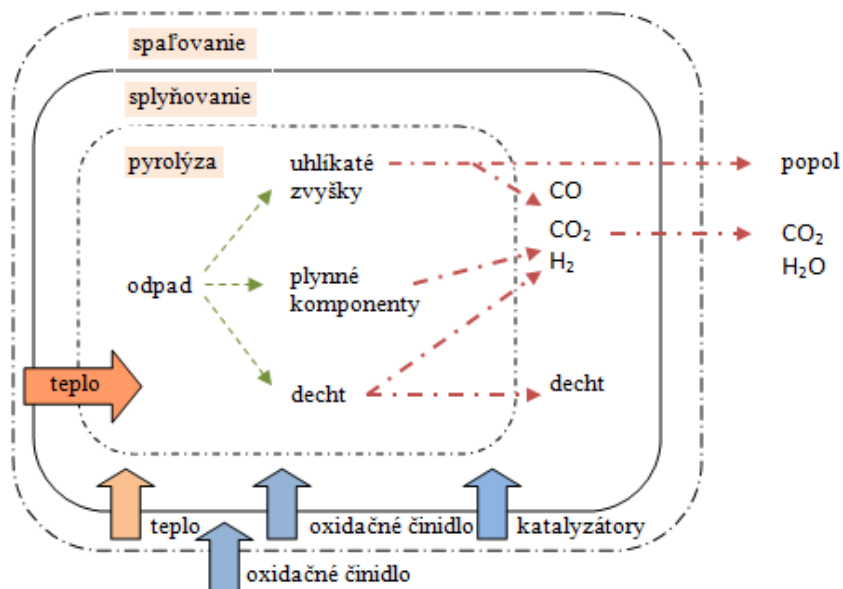 spaľovanie
splyňovanie
pyrolýza
uhlíkaté
zvyšky
popol
CO
CO₂
H₂
CO₂
H₂O
odpad
plynné
komponenty
teplo
decht
decht
teplo
oxidačné činidlo
katalyzátory
oxidačné činidlo